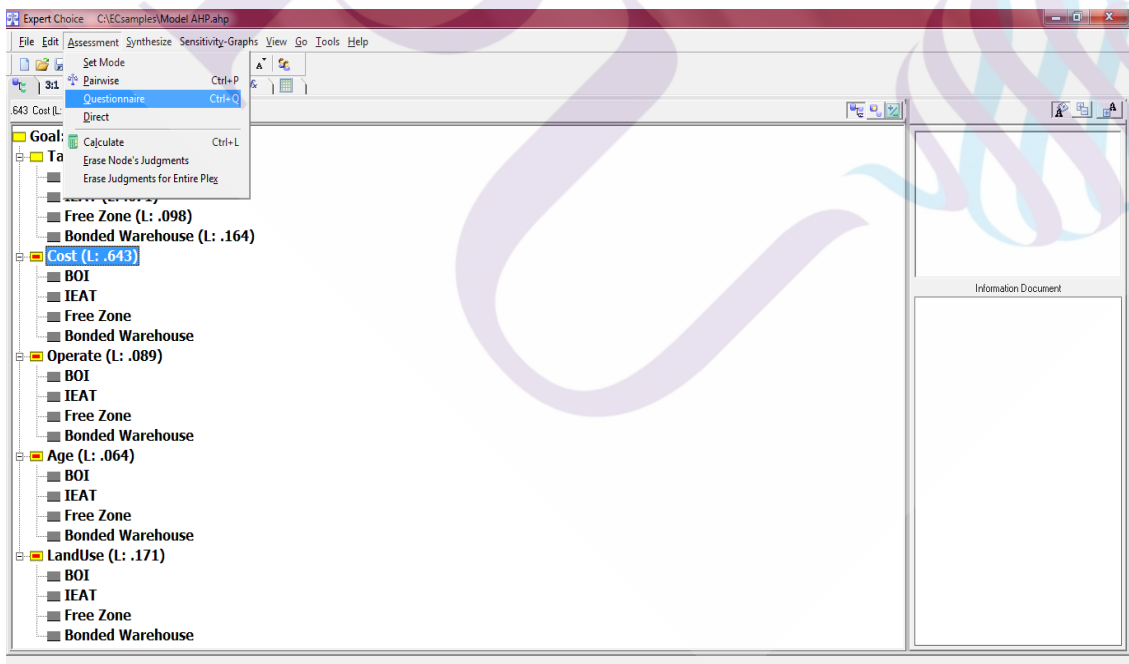 Expert Choice C:\ECsamples\Model AHP.ahp
File Edit Assessment Synthesize Sensitivity-Graphs View Go Tools Help
Set Mode
3:1 Pairwise Ctrl+P
Questionnaire Ctrl+Q
.643 Cost (L:
Direct
Goal:
Calculate Ctrl+L
Ta
Erase Node's Judgments
Erase Judgments for Entire Plex
Free Zone (L: .098)
Bonded Warehouse (L: .164)
Cost (L: .643)
BOI
IEAT
Free Zone
Bonded Warehouse
Operate (L: .089)
BOI
IEAT
Free Zone
Bonded Warehouse
Age (L: .064)
BOI
IEAT
Free Zone
Bonded Warehouse
LandUse (L: .171)
BOI
IEAT
Free Zone
Bonded Warehouse
Information Document